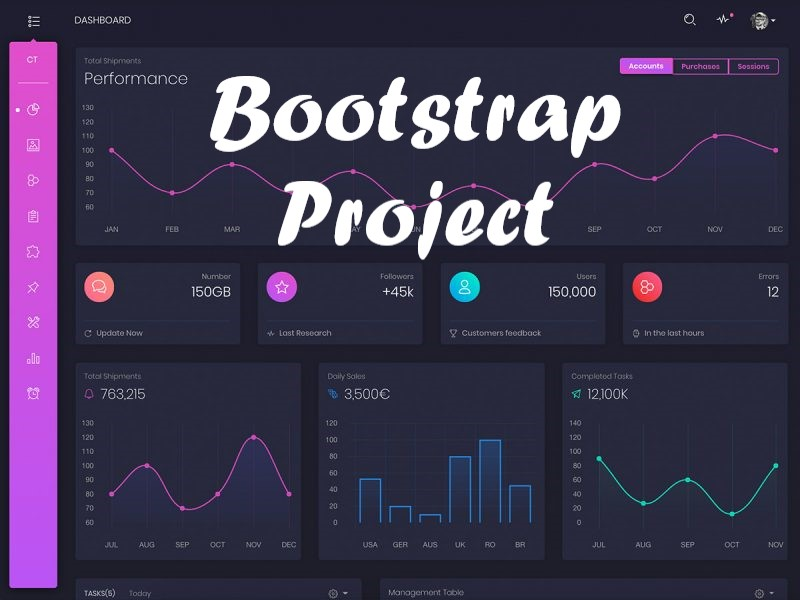 DASHBOARD
CT
Total Shipments
Performance
Accounts Purchases Sessions
Bootstrap
Project
130
120
110
100
90
80
70
60
JAN FEB MAR SEP OCT NOV DEC
Number
150GB
Update Now
Followers
+45k
Last Research
Users
150,000
Customers feedback
Errors
12
In the last hours
Total Shipments
763,215
130
120
110
100
90
80
70
60
JUL AUG SEP OCT NOV DEC
Daily Sales
3,500€
120
100
80
60
40
20
0
USA GER AUS UK RO BR
Completed Tasks
12,100K
140
120
100
80
60
40
20
0
JUL AUG SEP OCT NOV
TASKS(5) Today
Management Table